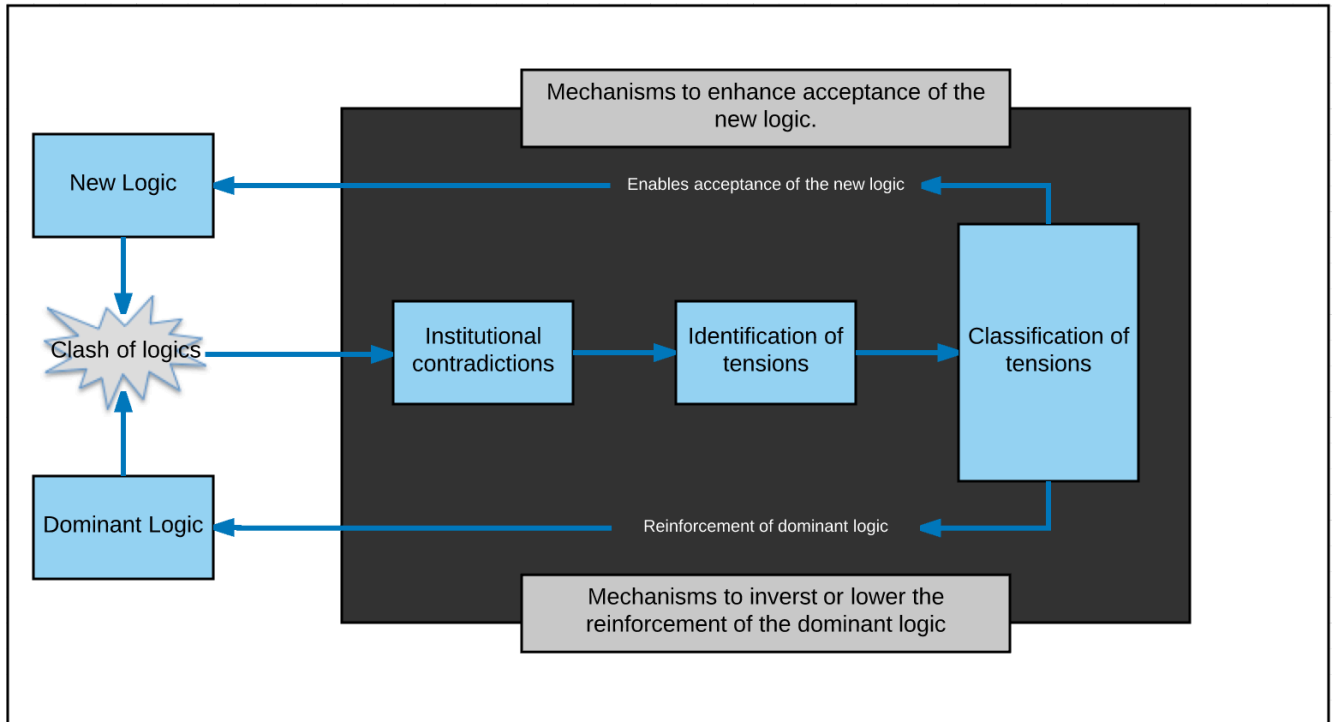 Mechanisms to enhance acceptance of the
new logic.
New Logic
Enables acceptance of the new logic
Clash of logics
Institutional
contradictions
Identification of
tensions
Classification of
tensions
Dominant Logic
Reinforcement of dominant logic
Mechanisms to inverst or lower the
reinforcement of the dominant logic